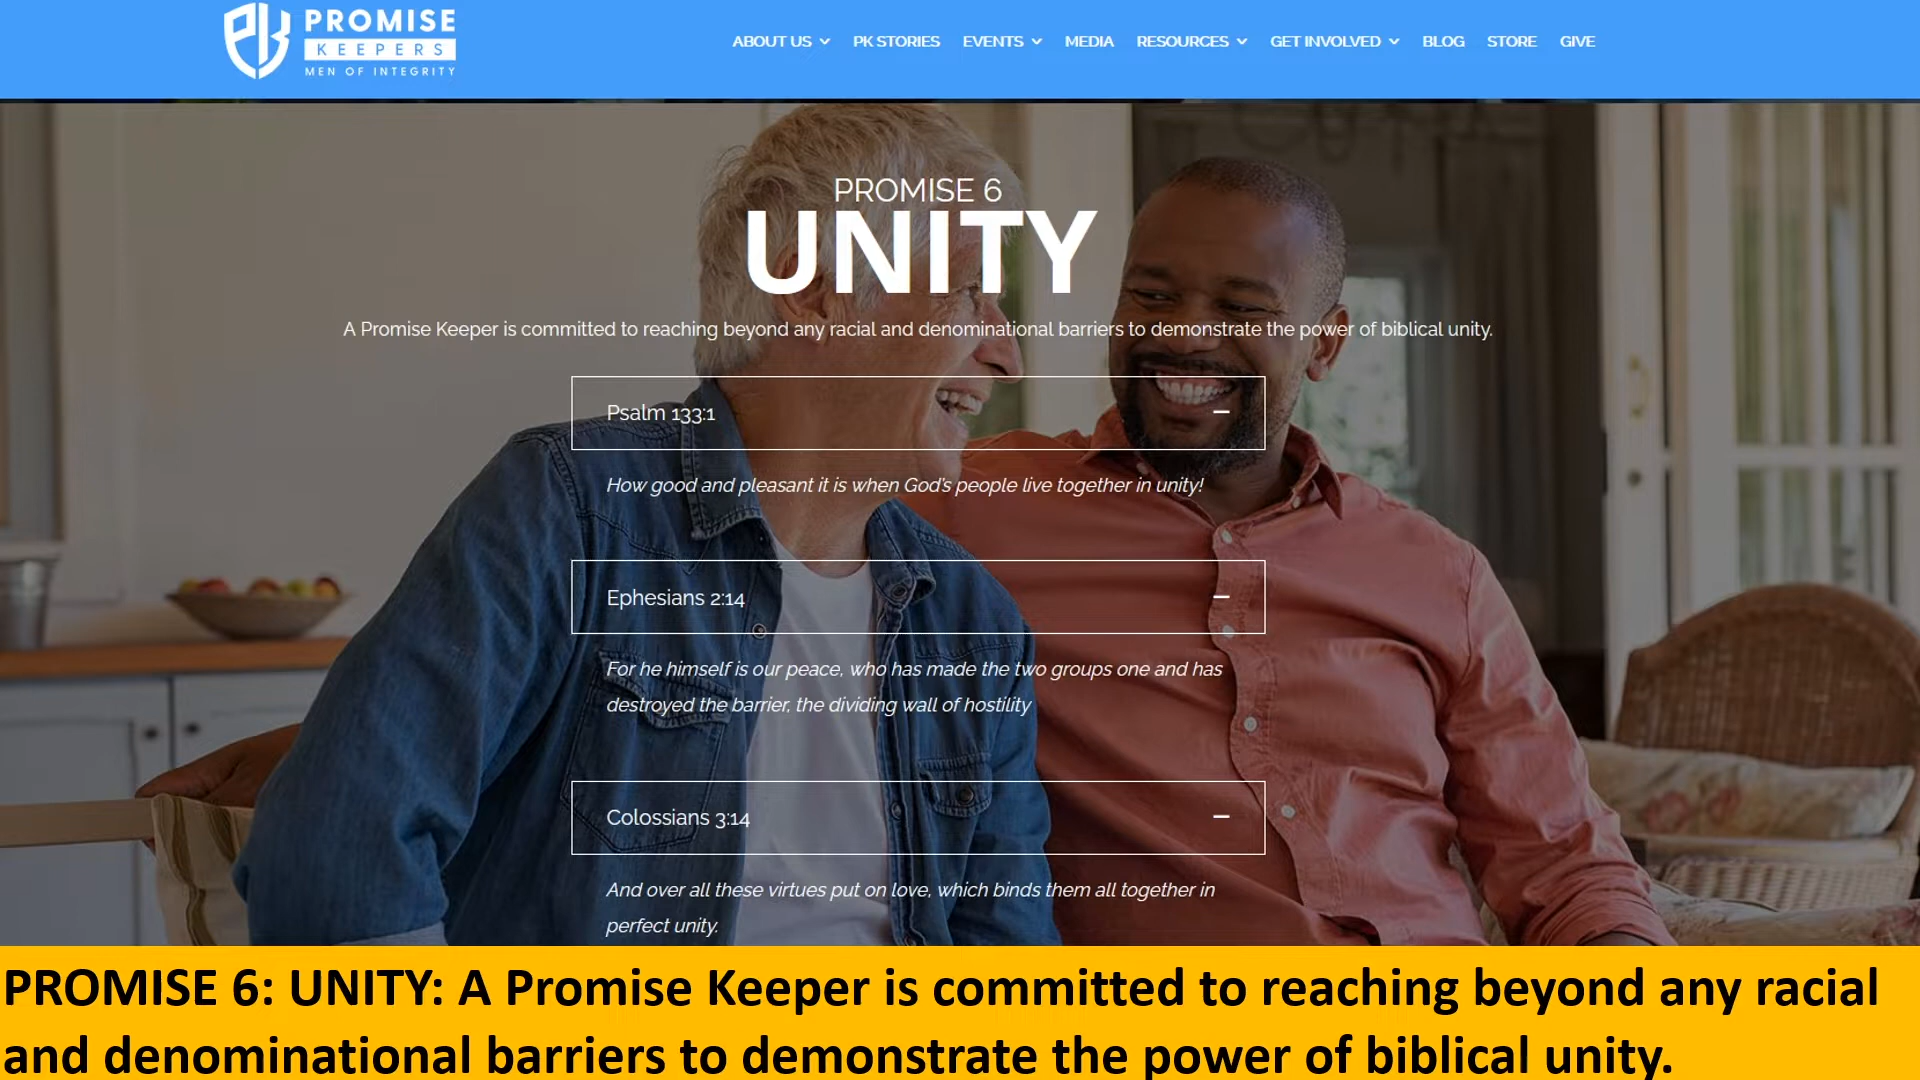 PROMISE
KEEPERS
MEN OF INTEGRITY
ABOUT US PK STORIES EVENTS MEDIA RESOURCES GET INVOLVED BLOG STORE GIVE
PROMISE 6
UNITY
A Promise Keeper is committed to reaching beyond any racial and denominational barriers to demonstrate the power of biblical unity.
Psalm 133:1
How good and pleasant it is when God's people live together in unity!
Ephesians 2:14
For he himself is our peace, who has made the two groups one and has
destroyed the barrier, the dividing wall of hostility
Colossians 3:14
And over all these virtues put on love, which binds them all together in
perfect unity.
PROMISE 6: UNITY: A Promise Keeper is committed to reaching beyond any racial
and denominational barriers to demonstrate the power of biblical unity.